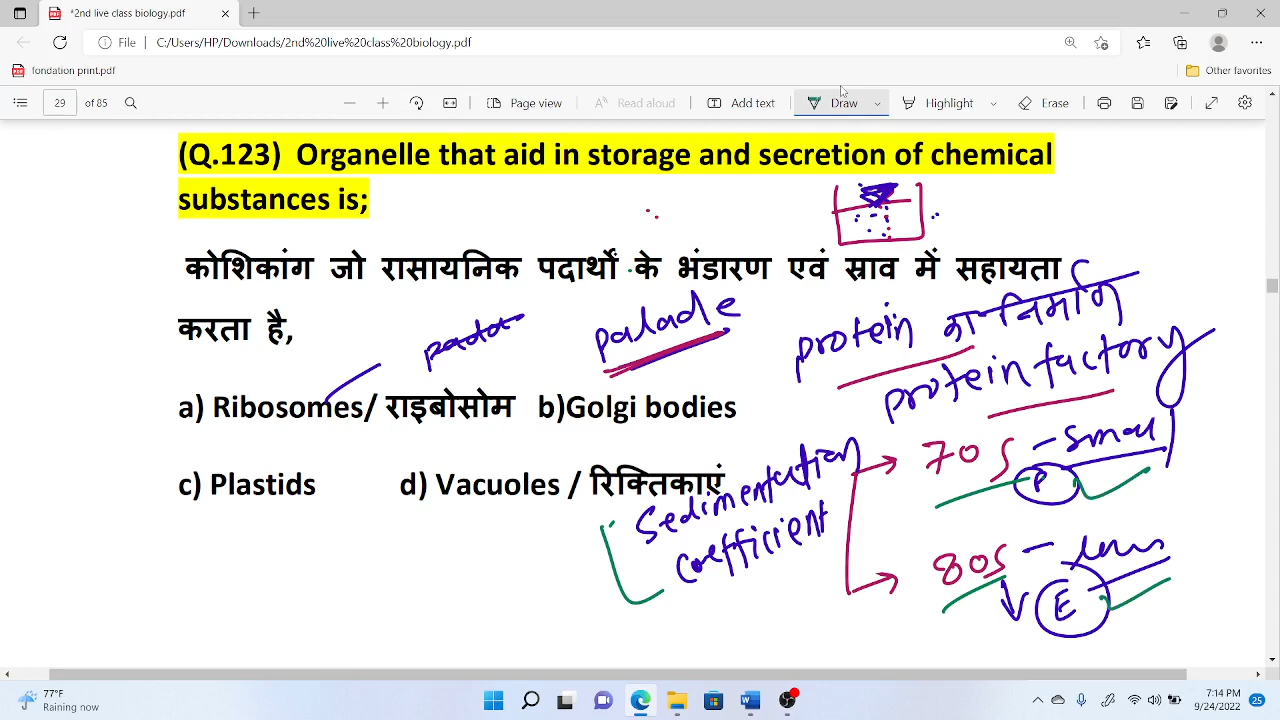 *2nd live class biology.pdf
File C:/Users/HP/Downloads/2nd%20live%20class%20biology.pdf
fondation print.pdf Other favorites
29 of 85 Page view Read aloud Add text Draw Highlight Erase
(Q.123) Organelle that aid in storage and secretion of chemical
substances is;
कोशिकांग जो रासायनिक पदार्थों के भंडारण एवं स्राव में सहायता
करता है,
palade
protein का निर्माण
protein factory
a) Ribosomes/ राइबोसोम b)Golgi bodies
70S - small
P
c) Plastids d) Vacuoles / रिक्तिकाएं
Sedimentation
coefficient
80S -
E
77°F
Raining now
7:14 PM
9/24/2022
25